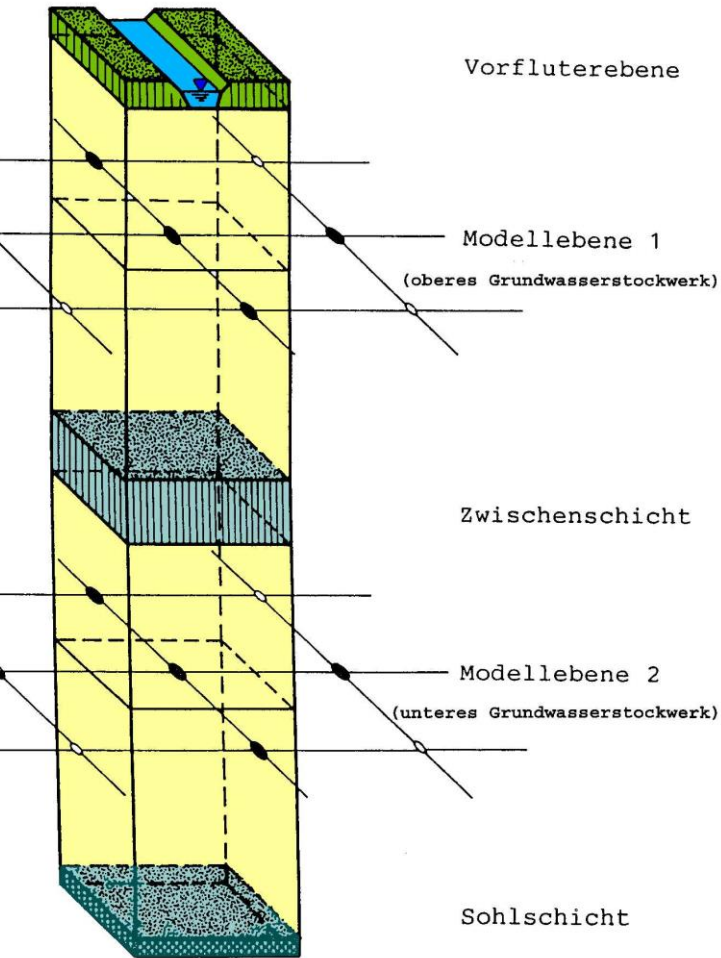 Vorfluterebene
Modellebene 1
(oberes Grundwasserstockwerk)
Zwischenschicht
Modellebene 2
(unteres Grundwasserstockwerk)
Sohlschicht